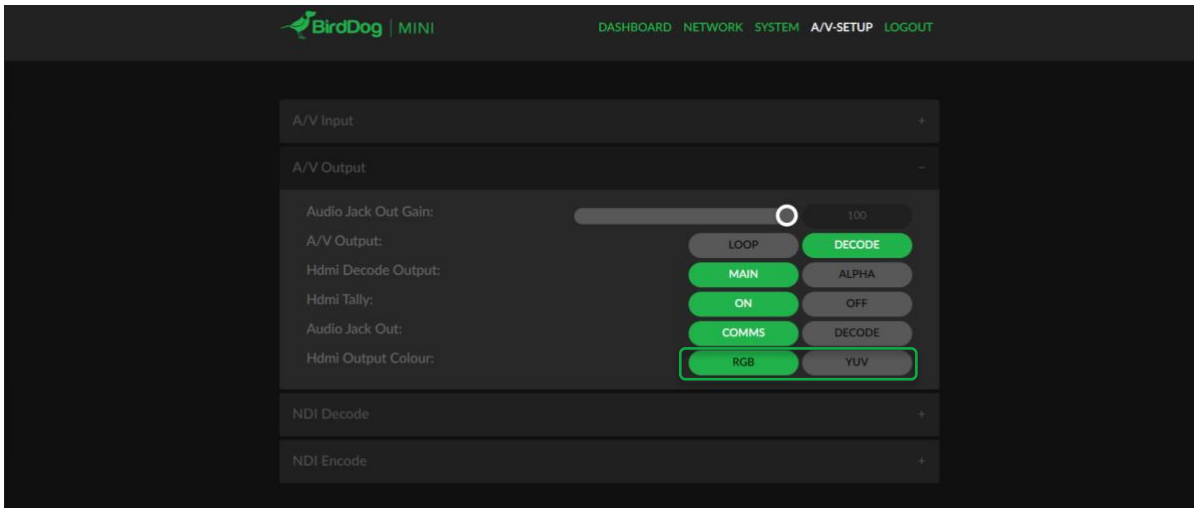 BirdDog | MINI DASHBOARD NETWORK SYSTEM A/V-SETUP LOGOUT
A/V Input +
A/V Output −
Audio Jack Out Gain: 100
A/V Output: LOOP DECODE
Hdmi Decode Output: MAIN ALPHA
Hdmi Tally: ON OFF
Audio Jack Out: COMMS DECODE
Hdmi Output Colour: RGB YUV
NDI Decode +
NDI Encode +